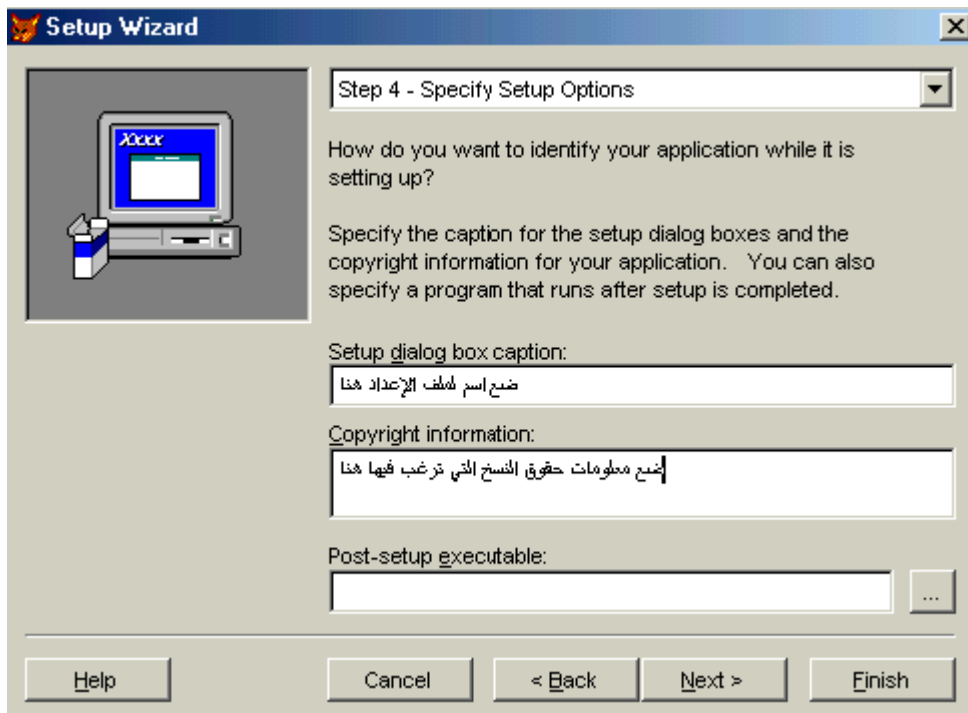 Setup Wizard
Step 4 - Specify Setup Options
Xxxx
How do you want to identify your application while it is
setting up?
Specify the caption for the setup dialog boxes and the
copyright information for your application. You can also
specify a program that runs after setup is completed.
Setup dialog box caption:
ضع اسم لملف الإعداد هنا
Copyright information:
ضع معلومات حقوق النسخ التي ترغب فيها هنا
Post-setup executable:
...
Help
Cancel
< Back
Next >
Finish